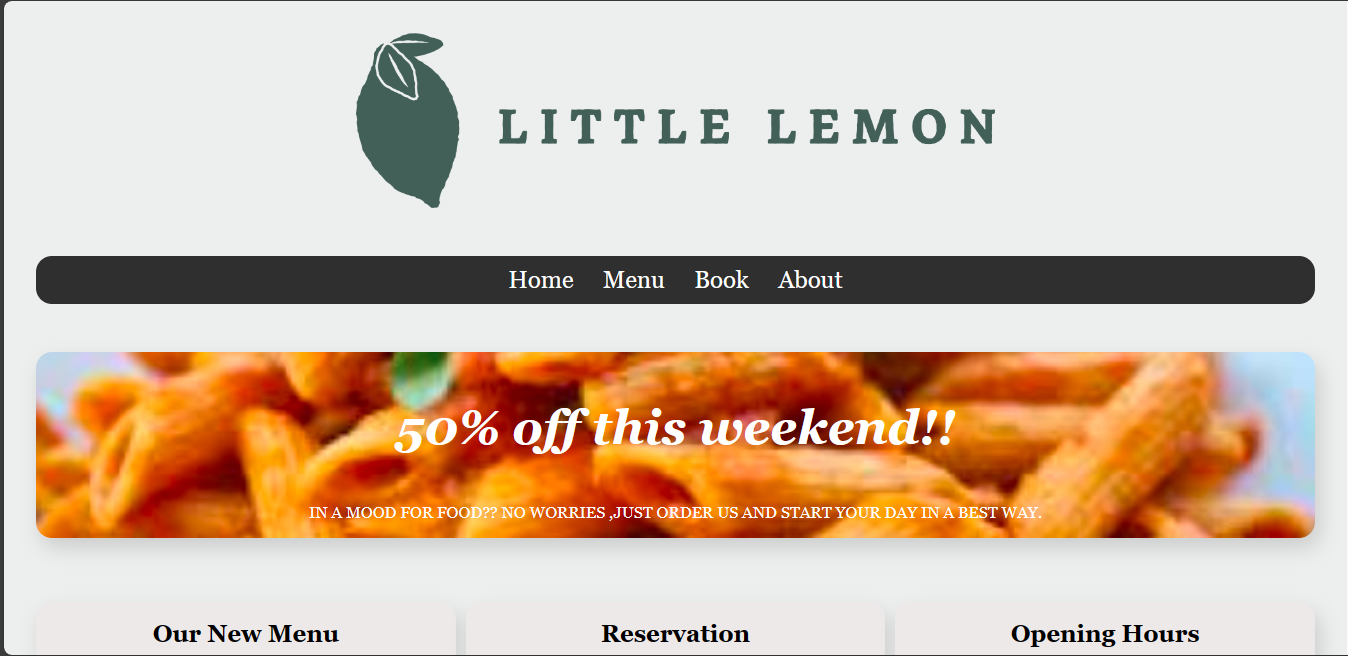 LITTLE LEMON
Home Menu Book About
50% off this weekend!!
IN A MOOD FOR FOOD?? NO WORRIES ,JUST ORDER US AND START YOUR DAY IN A BEST WAY.
Our New Menu Reservation Opening Hours